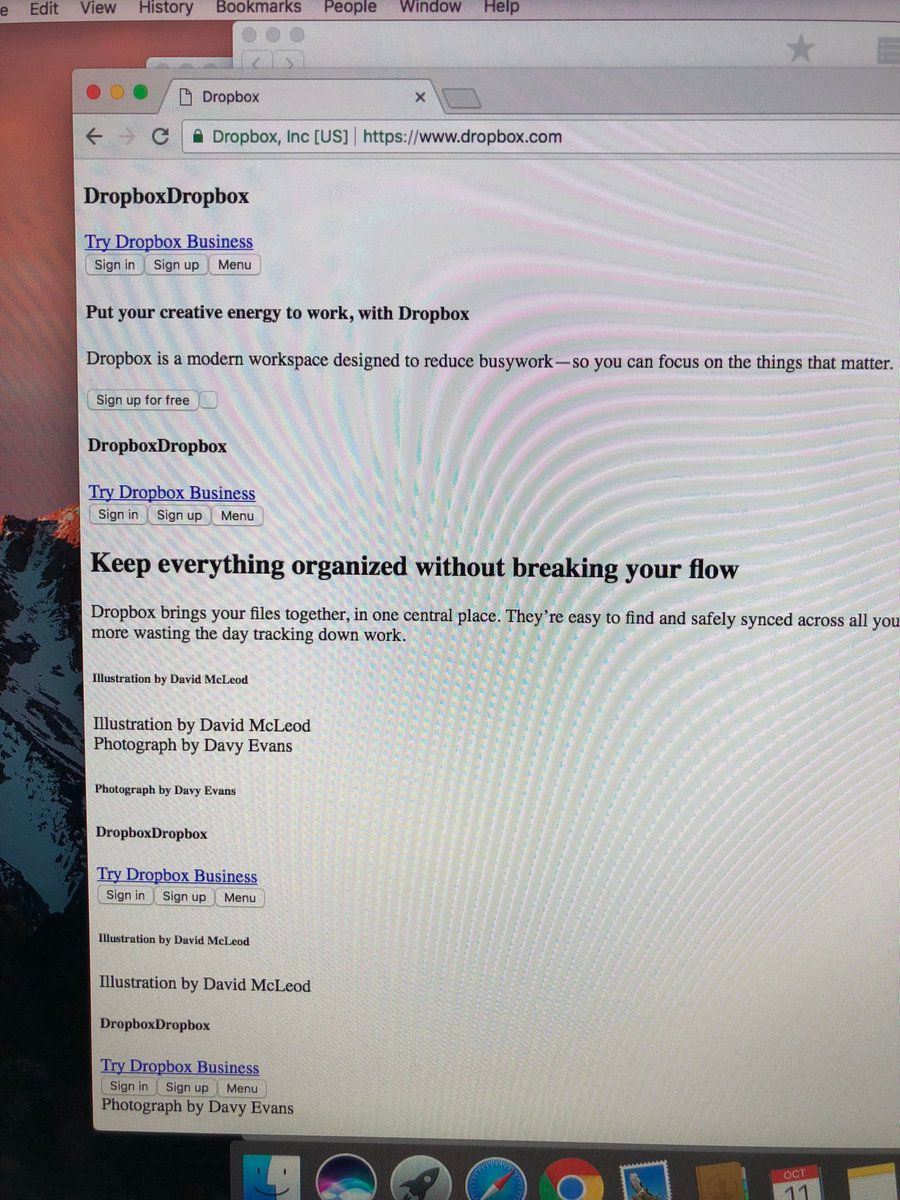 e Edit View History Bookmarks People Window Help
Dropbox
Dropbox, Inc [US] | https://www.dropbox.com
DropboxDropbox
Try Dropbox Business
Sign in Sign up Menu
Put your creative energy to work, with Dropbox
Dropbox is a modern workspace designed to reduce busywork—so you can focus on the things that matter.
Sign up for free
DropboxDropbox
Try Dropbox Business
Sign in Sign up Menu
Keep everything organized without breaking your flow
Dropbox brings your files together, in one central place. They’re easy to find and safely synced across all you
more wasting the day tracking down work.
Illustration by David McLeod
Illustration by David McLeod
Photograph by Davy Evans
Photograph by Davy Evans
DropboxDropbox
Try Dropbox Business
Sign in Sign up Menu
Illustration by David McLeod
Illustration by David McLeod
DropboxDropbox
Try Dropbox Business
Sign in Sign up Menu
Photograph by Davy Evans
OCT
11